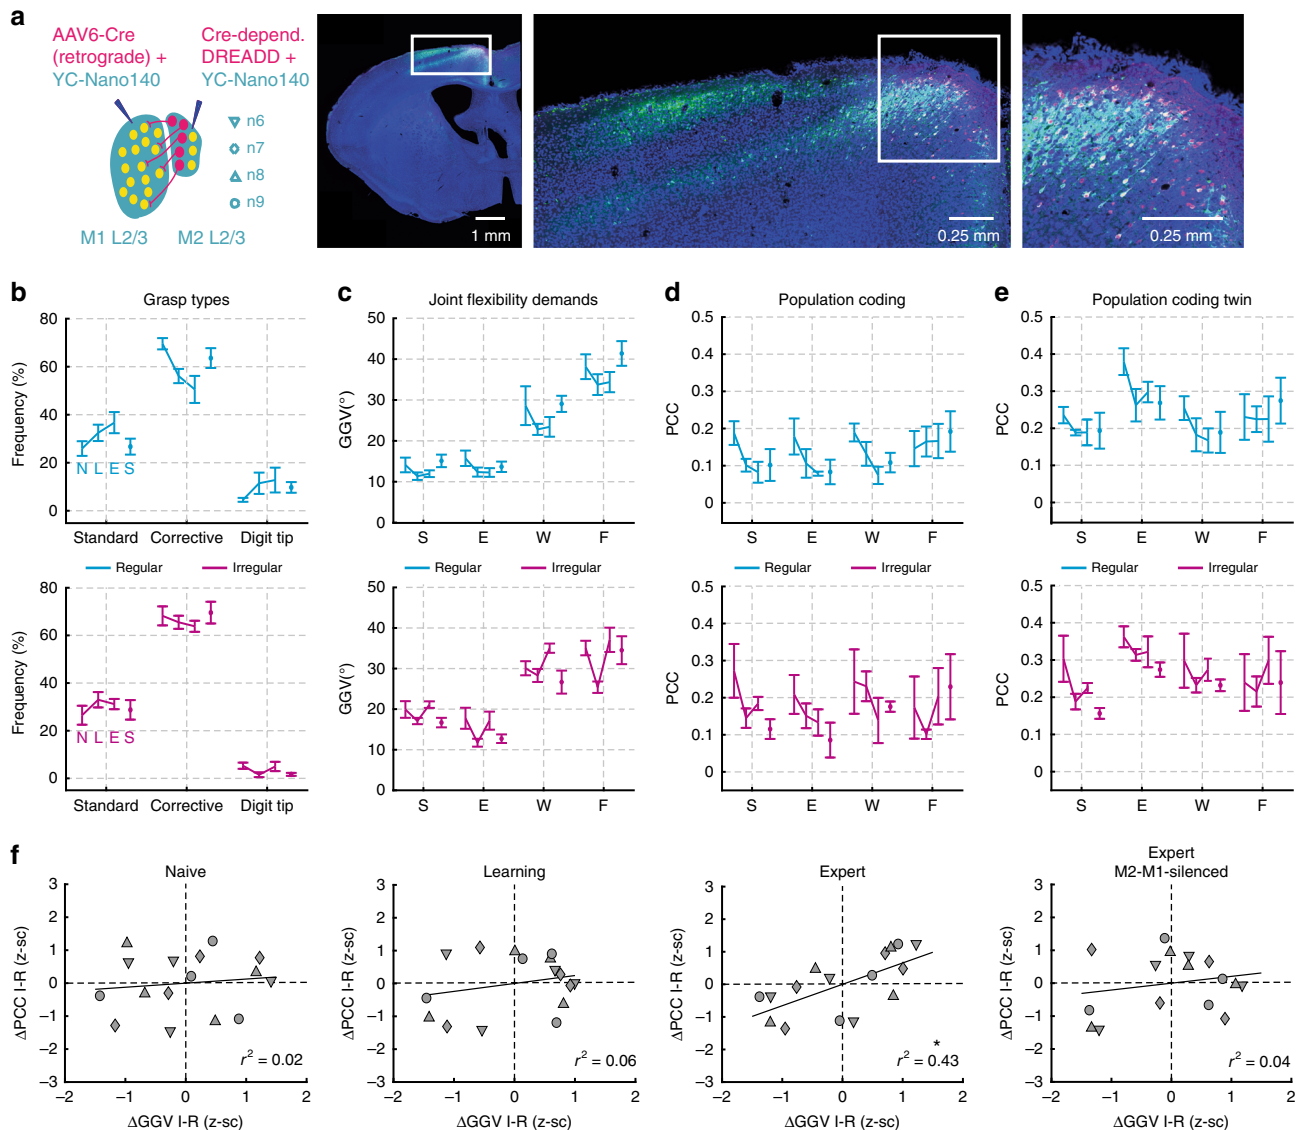 a
AAV6-Cre
(retrograde) +
YC-Nano140
Cre-depend.
DREADD +
YC-Nano140
n6
n7
n8
n9
M1 L2/3
M2 L2/3
1 mm
0.25 mm
0.25 mm
b
Grasp types
Frequency (%)
80
60
40
20
0
N L E S
Standard
Corrective
Digit tip
Regular
Irregular
Frequency (%)
80
60
40
20
0
N L E S
Standard
Corrective
Digit tip
c
Joint flexibility demands
GGV(°)
50
40
30
20
10
0
S
E
W
F
Regular
Irregular
GGV(°)
50
40
30
20
10
0
S
E
W
F
d
Population coding
PCC
0.5
0.4
0.3
0.2
0.1
0
S
E
W
F
Regular
Irregular
PCC
0.5
0.4
0.3
0.2
0.1
0
S
E
W
F
e
Population coding twin
PCC
0.5
0.4
0.3
0.2
0.1
0
S
E
W
F
Regular
Irregular
PCC
0.5
0.4
0.3
0.2
0.1
0
S
E
W
F
f
Naive
ΔPCC I-R (z-sc)
3
2
1
0
−1
−2
−3
r² = 0.02
−2
−1
0
1
2
ΔGGV I-R (z-sc)
Learning
ΔPCC I-R (z-sc)
3
2
1
0
−1
−2
−3
r² = 0.06
−2
−1
0
1
2
ΔGGV I-R (z-sc)
Expert
ΔPCC I-R (z-sc)
3
2
1
0
−1
−2
−3
*
r² = 0.43
−2
−1
0
1
2
ΔGGV I-R (z-sc)
Expert
M2-M1-silenced
ΔPCC I-R (z-sc)
3
2
1
0
−1
−2
−3
r² = 0.04
−2
−1
0
1
2
ΔGGV I-R (z-sc)